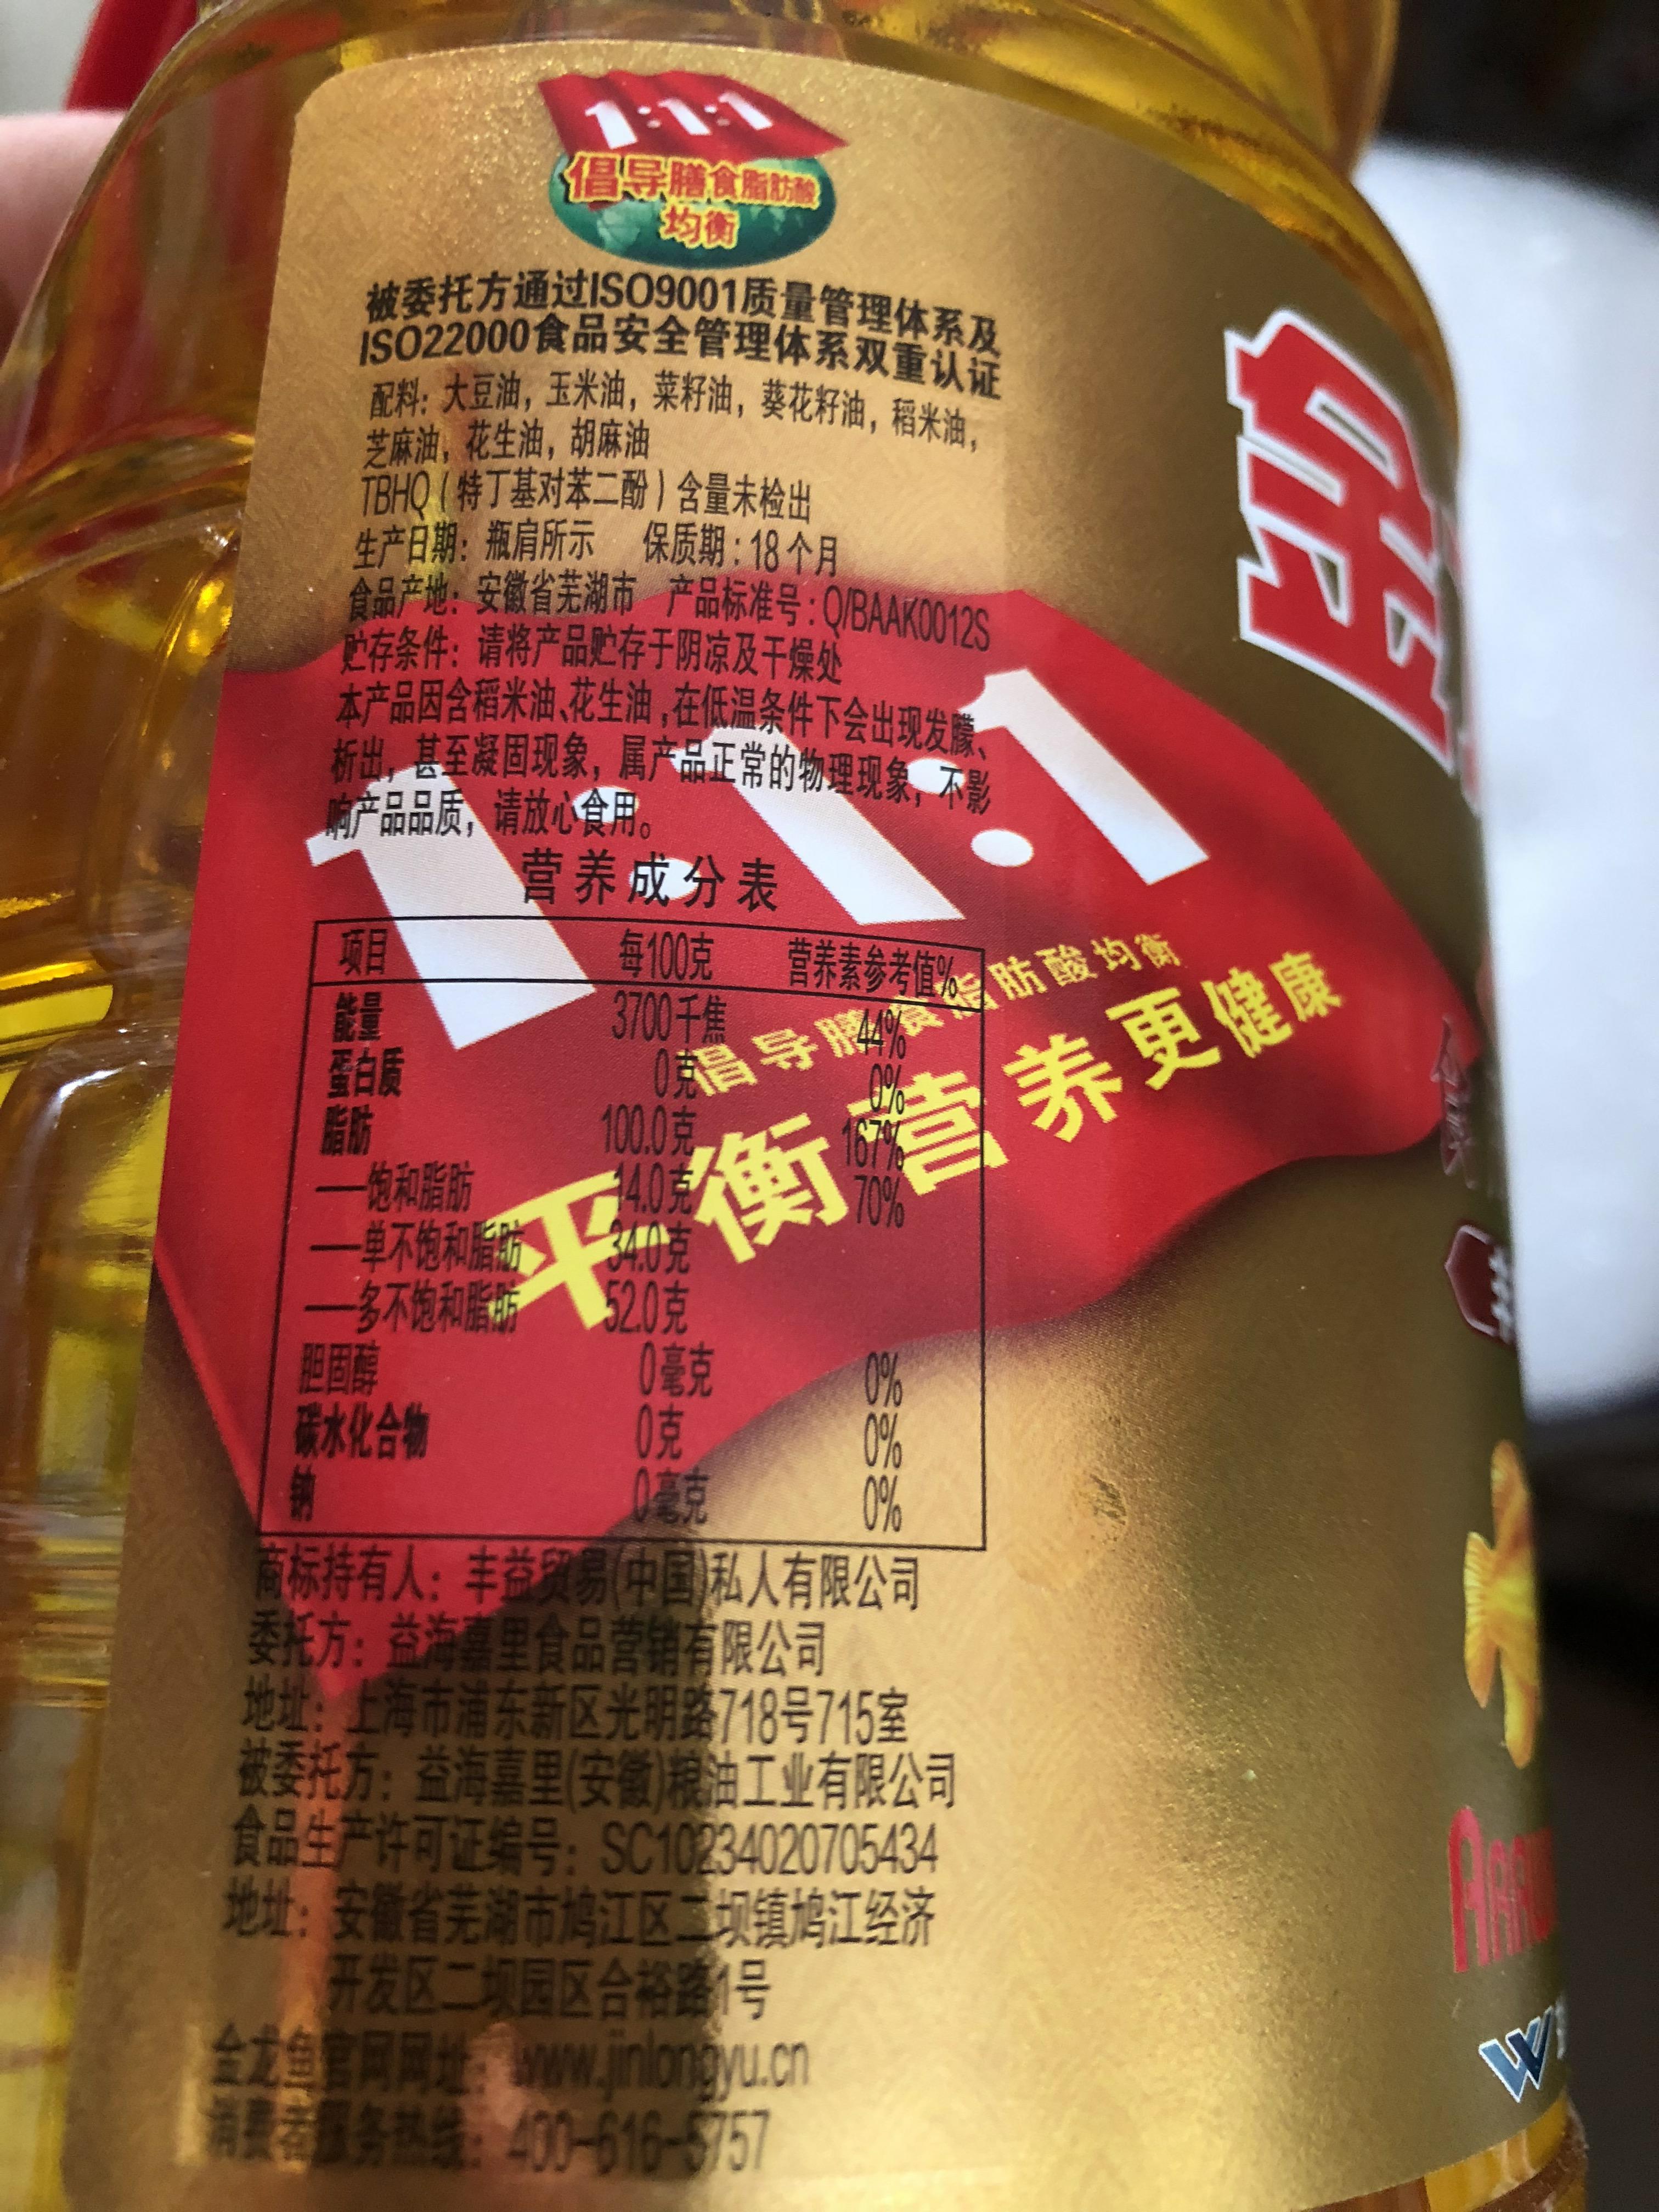 1:1:1
倡导膳食脂肪酸
均衡
被委托方通过ISO9001质量管理体系及
ISO22000食品安全管理体系双重认证
配料：大豆油，玉米油，菜籽油，葵花籽油，稻米油，
芝麻油，花生油，胡麻油
TBHQ（特丁基对苯二酚）含量未检出
生产日期：瓶肩所示 保质期：18个月
食品产地：安徽省芜湖市 产品标准号：Q/BAAK0012S
贮存条件：请将产品贮存于阴凉及干燥处
本产品因含稻米油、花生油，在低温条件下会出现发朦、
析出，甚至凝固现象，属产品正常的物理现象，不影
响产品品质，请放心食用。
1:1:1
倡导膳食脂肪酸均衡
平衡营养更健康
营养成分表
项目 每100克 营养素参考值%
能量 3700千焦 44%
蛋白质 0克 0%
脂肪 100.0克 167%
——饱和脂肪 14.0克 70%
——单不饱和脂肪 34.0克
——多不饱和脂肪 52.0克
胆固醇 0毫克 0%
碳水化合物 0克 0%
钠 0毫克 0%
商标持有人：丰益贸易(中国)私人有限公司
委托方：益海嘉里食品营销有限公司
地址：上海市浦东新区光明路718号715室
被委托方：益海嘉里(安徽)粮油工业有限公司
食品生产许可证编号：SC10234020705434
地址：安徽省芜湖市鸠江区二坝镇鸠江经济
开发区二坝园区合裕路1号
金龙鱼官网网址：www.jinlongyu.cn
消费者服务热线：400-616-5757
金